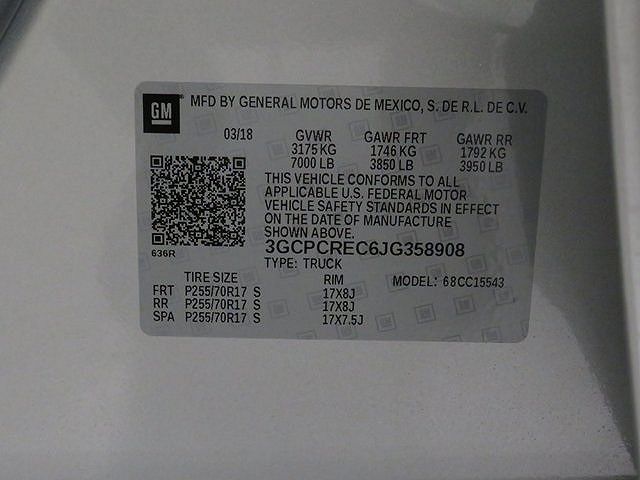 GM MFD BY GENERAL MOTORS DE MEXICO, S. DE R.L. DE C.V.
03/18 GVWR GAWR FRT GAWR RR
3175 KG 1746 KG 1792 KG
7000 LB 3850 LB 3950 LB
THIS VEHICLE CONFORMS TO ALL
APPLICABLE U.S. FEDERAL MOTOR
VEHICLE SAFETY STANDARDS IN EFFECT
ON THE DATE OF MANUFACTURE
SHOWN ABOVE.
636R
3GCPCREC6JG358908
TYPE: TRUCK
TIRE SIZE RIM MODEL: 68CC15543
FRT P255/70R17 S 17X8J
RR P255/70R17 S 17X8J
SPA P255/70R17 S 17X7.5J